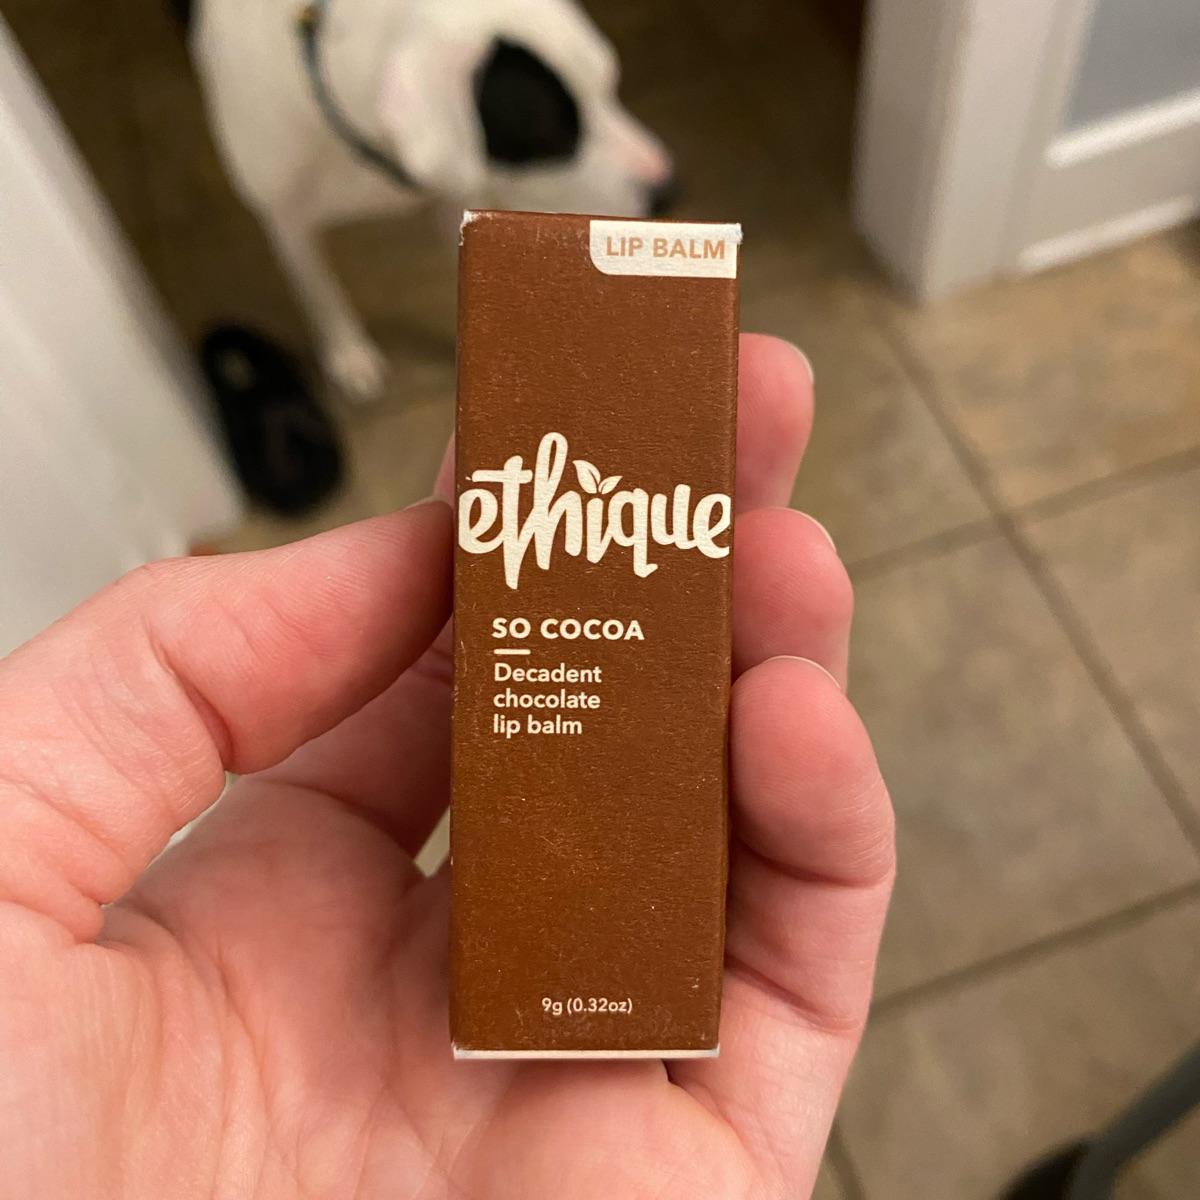 LIP BALM
ethique
SO COCOA
Decadent
chocolate
lip balm
9g (0.32oz)